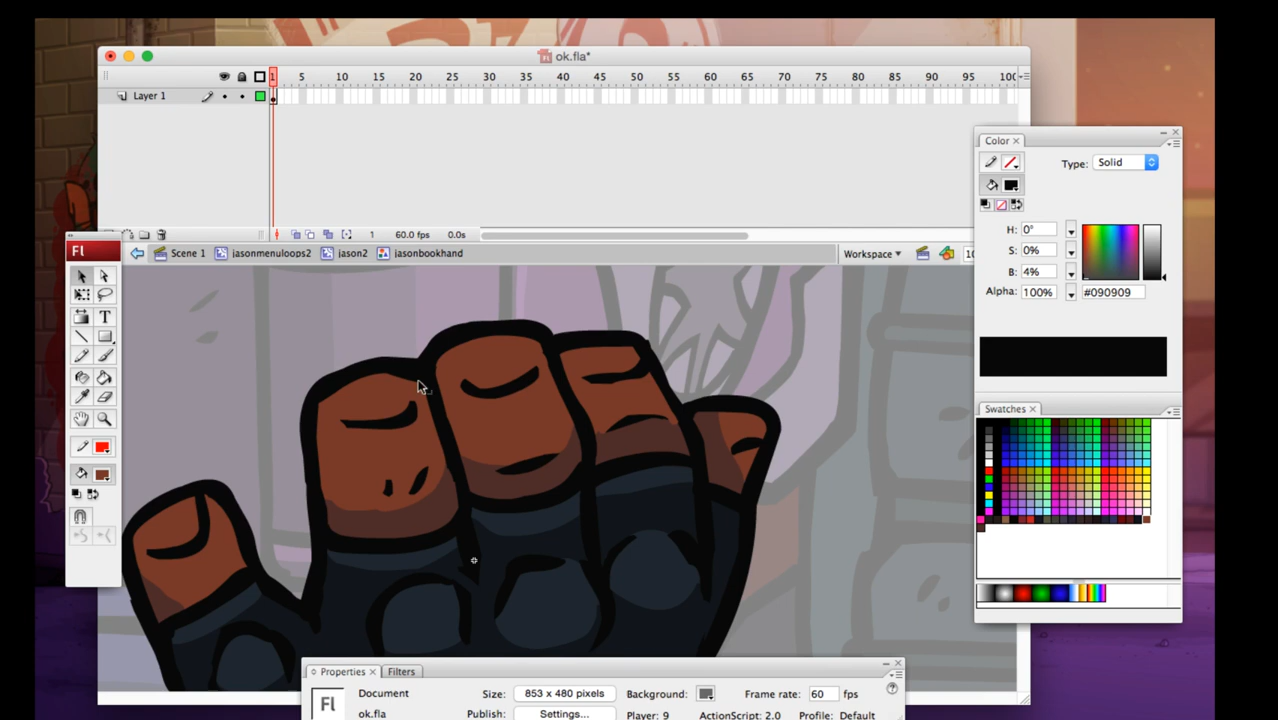 ok.fla*
1 5 10 15 20 25 30 35 40 45 50 55 60 65 70 75 80 85 90 95 100
Layer 1
1 60.0 fps 0.0s
Scene 1 jasonmenuloops2 jason2 jasonbookhand Workspace
Fl
T
Color
Type: Solid
H: 0°
S: 0%
B: 4%
Alpha: 100% #090909
Swatches
Properties Filters
Fl
Document Size: 853 x 480 pixels Background: Frame rate: 60 fps
ok.fla Publish: Settings... Player: 9 ActionScript: 2.0 Profile: Default